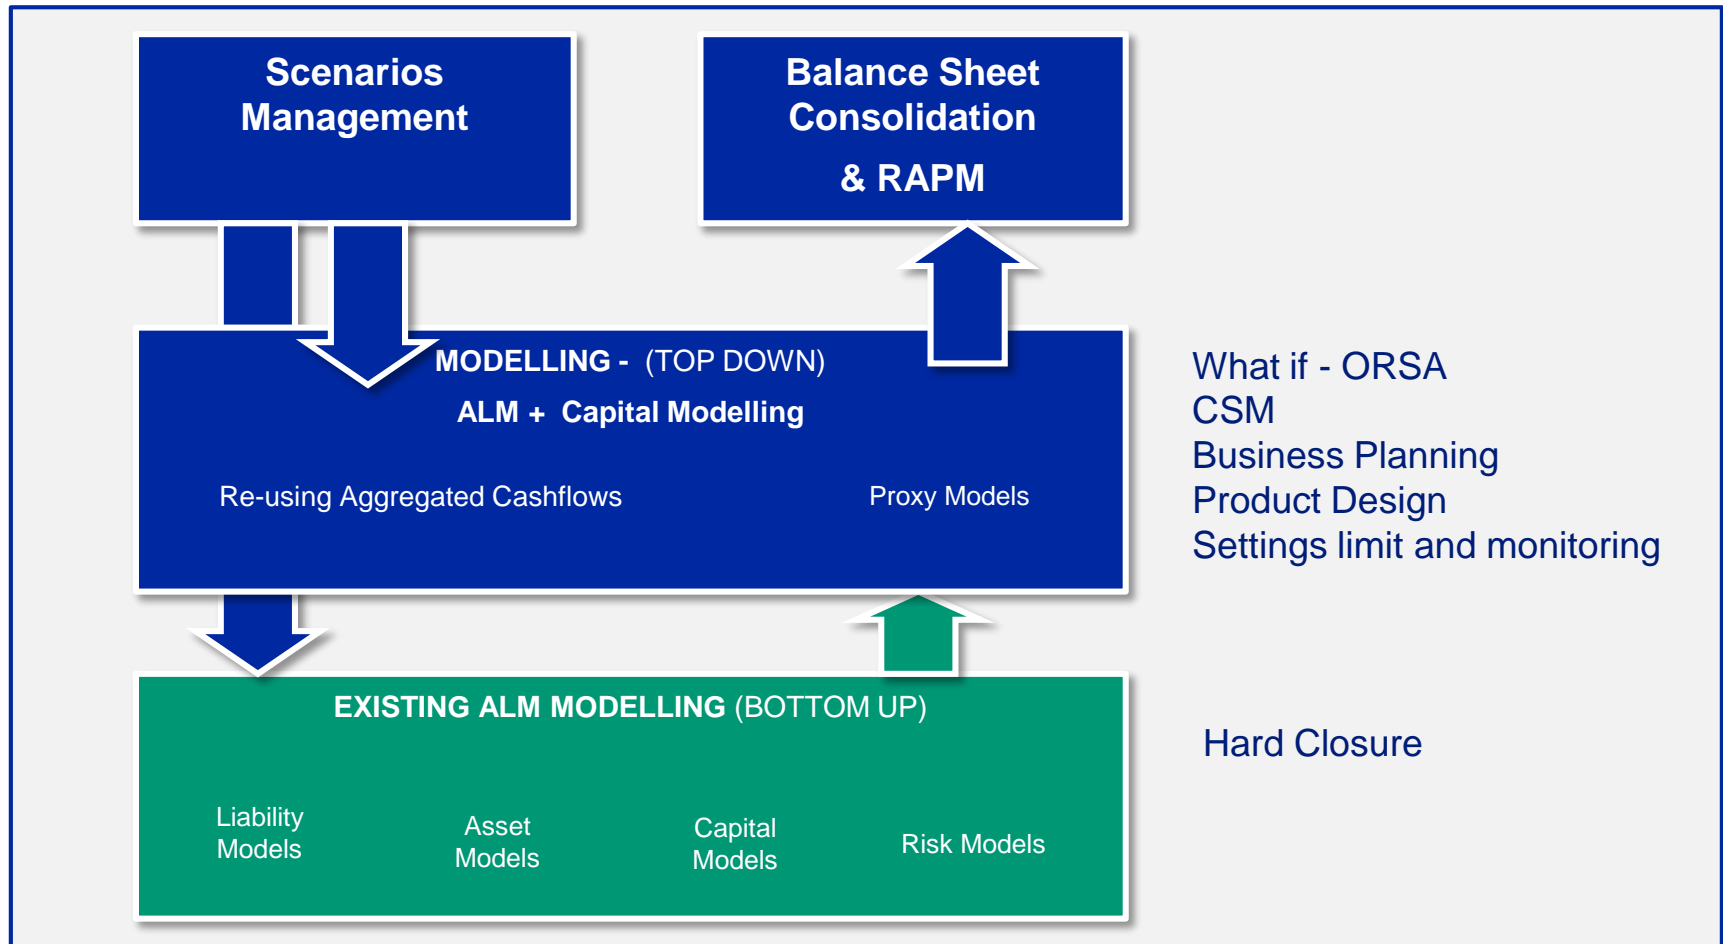 Scenarios
Management
Balance Sheet
Consolidation
& RAPM
MODELLING - (TOP DOWN)
ALM + Capital Modelling
Re-using Aggregated Cashflows
Proxy Models
What if - ORSA
CSM
Business Planning
Product Design
Settings limit and monitoring
EXISTING ALM MODELLING (BOTTOM UP)
Liability
Models
Asset
Models
Capital
Models
Risk Models
Hard Closure